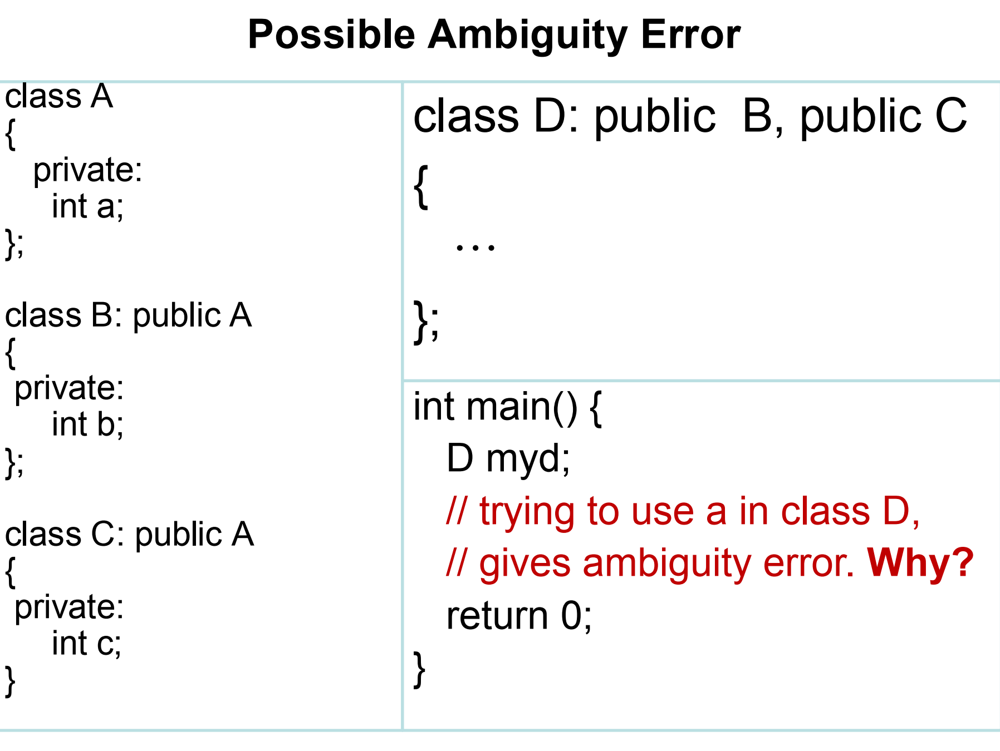 Possible Ambiguity Error
class A
{
private:
int a;
};
class B: public A
{
private:
int b;
};
class C: public A
{
private:
int c;
}
class D: public  B, public C
{
…
};
int main() {
D myd;
// trying to use a in class D,
// gives ambiguity error. Why?
return 0;
}